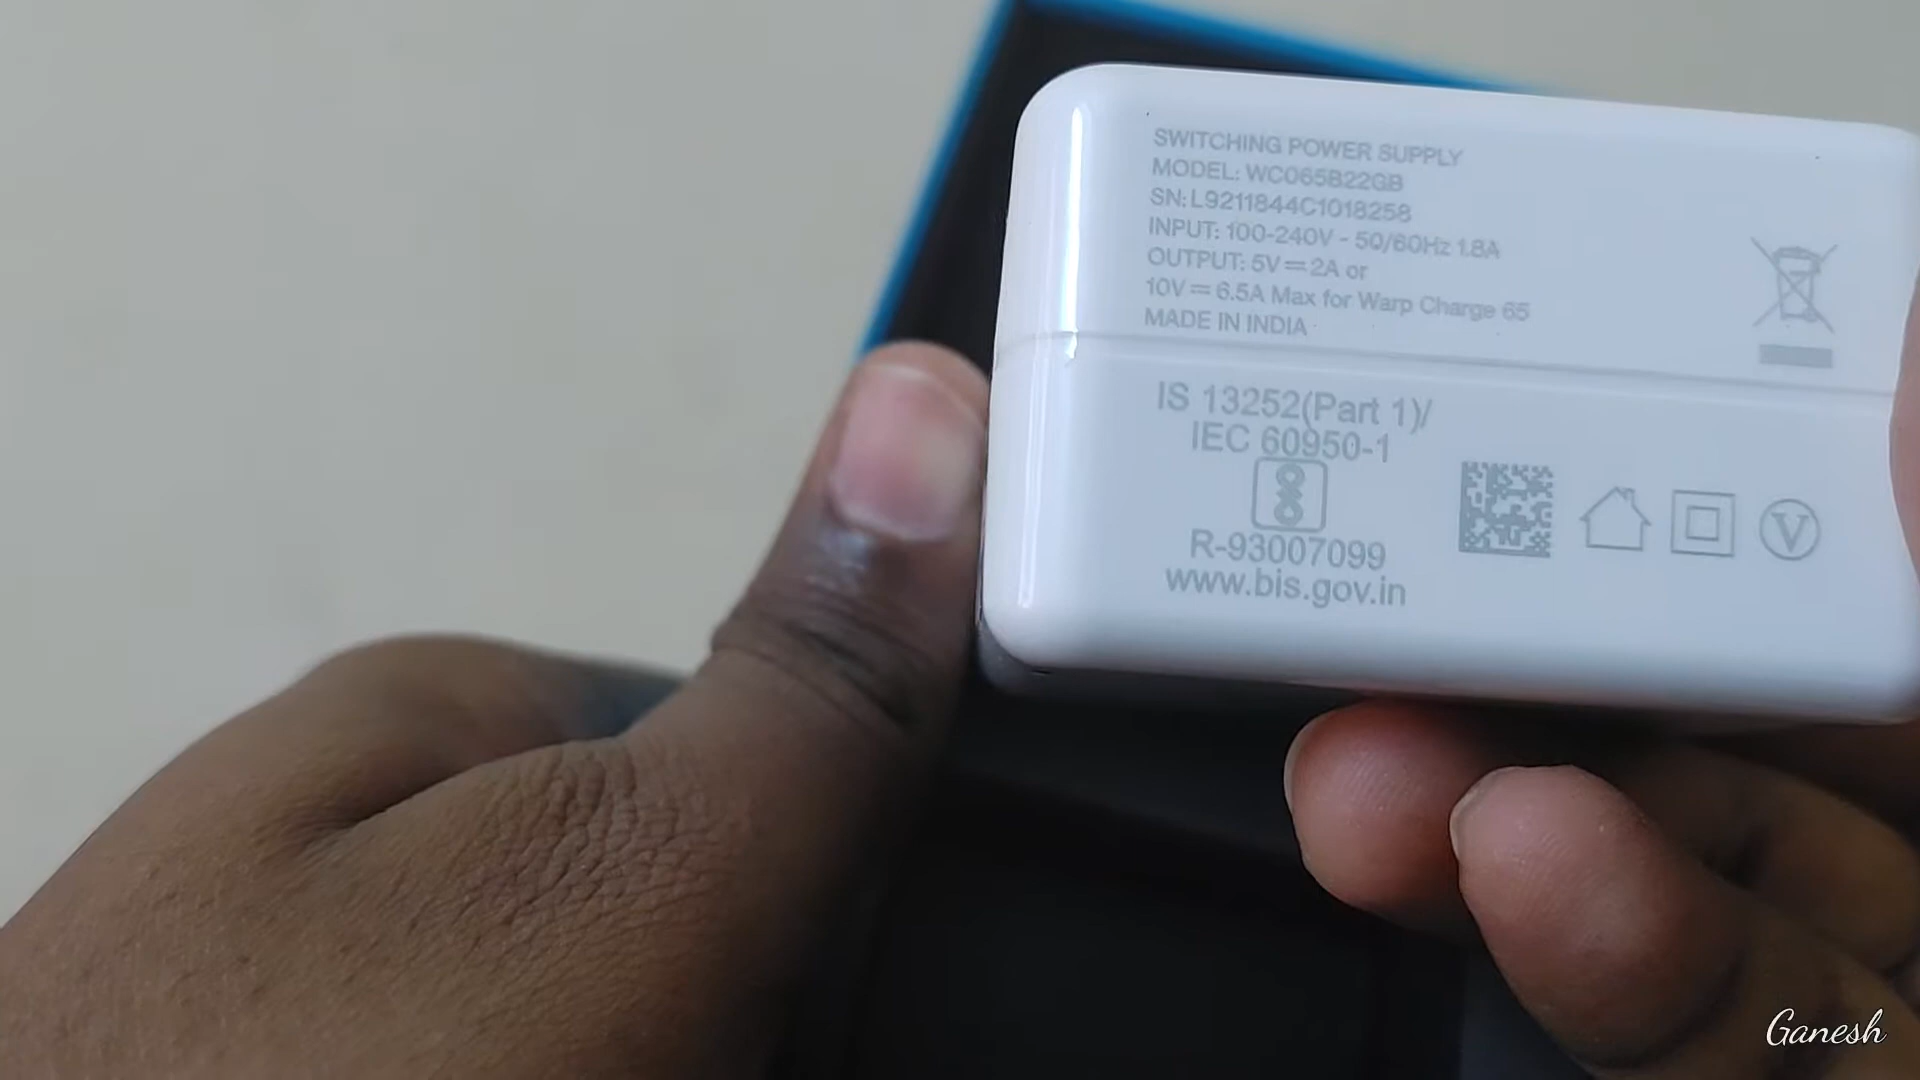 SWITCHING POWER SUPPLY
MODEL: WC065B22GB
SN: L9211844C1018258
INPUT: 100-240V - 50/60Hz 1.8A
OUTPUT: 5V⎓2A or
10V⎓6.5A Max for Warp Charge 65
MADE IN INDIA
IS 13252(Part 1)/
IEC 60950-1
R-93007099
www.bis.gov.in
V
Ganesh